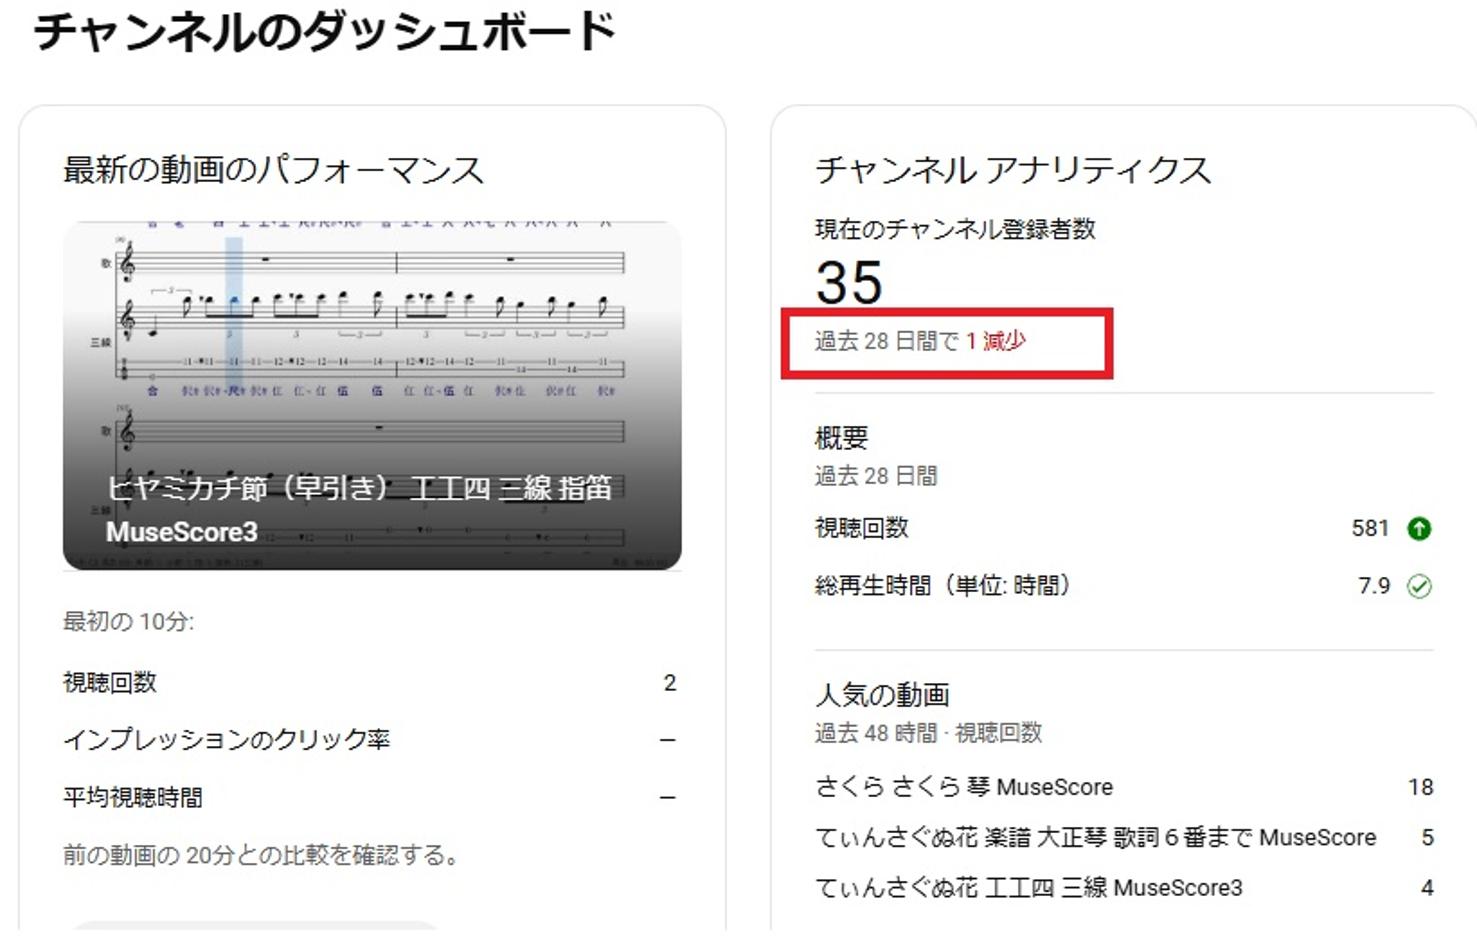 チャンネルのダッシュボード
最新の動画のパフォーマンス
歌
三線
歌
三線
ヒヤミカチ節（早引き） 工工四 三線 指笛
MuseScore3
最初の 10分:
視聴回数 2
インプレッションのクリック率 –
平均視聴時間 –
前の動画の 20分との比較を確認する。
チャンネル アナリティクス
現在のチャンネル登録者数
35
過去 28 日間で 1 減少
概要
過去 28 日間
視聴回数 581
総再生時間（単位: 時間） 7.9
人気の動画
過去 48 時間 · 視聴回数
さくら さくら 琴 MuseScore 18
てぃんさぐぬ花 楽譜 大正琴 歌詞６番まで MuseScore 5
てぃんさぐぬ花 工工四 三線 MuseScore3 4